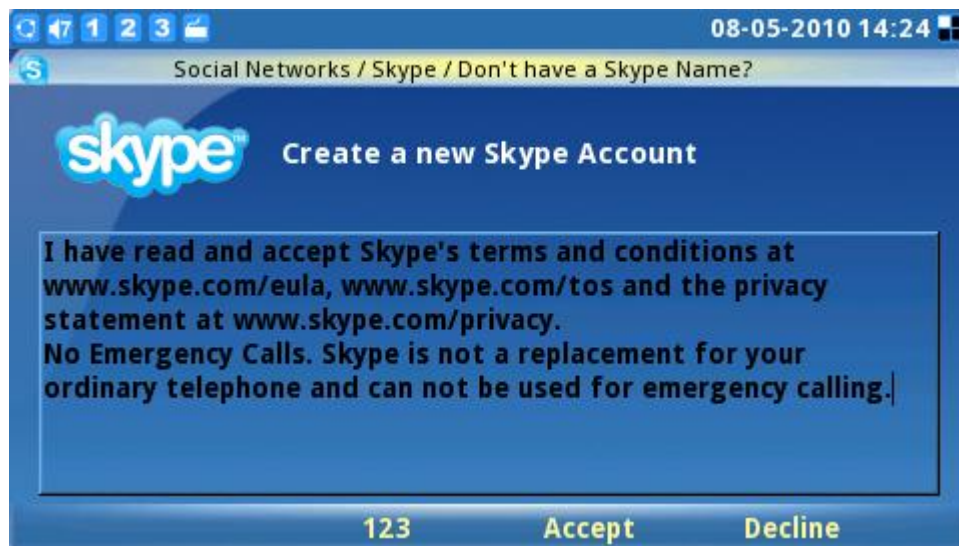 7 1 2 3 08-05-2010 14:24
S Social Networks / Skype / Don't have a Skype Name?
skype™ Create a new Skype Account
I have read and accept Skype's terms and conditions at
www.skype.com/eula, www.skype.com/tos and the privacy
statement at www.skype.com/privacy.
No Emergency Calls. Skype is not a replacement for your
ordinary telephone and can not be used for emergency calling.
123 Accept Decline